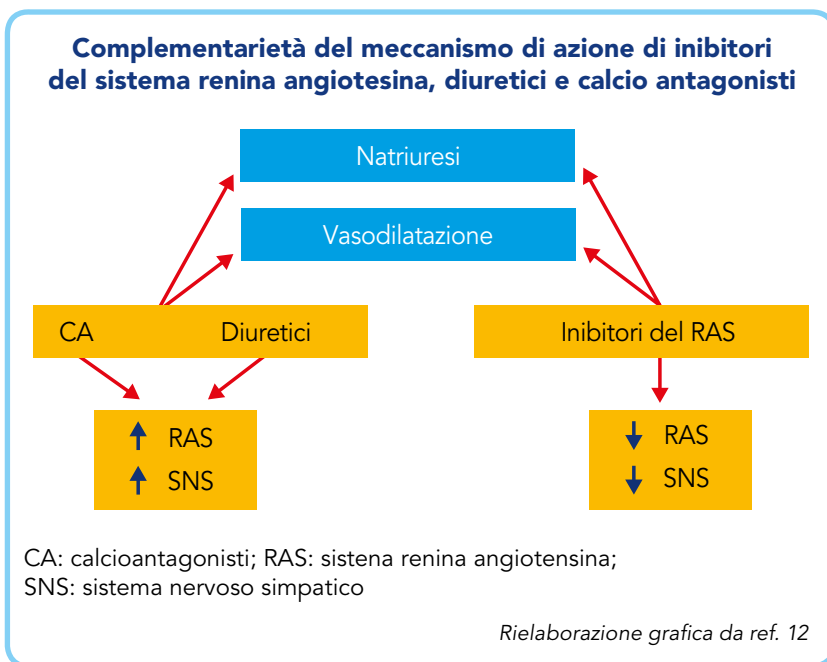 Complementarietà del meccanismo di azione di inibitori
del sistema renina angiotesina, diuretici e calcio antagonisti
Natriuresi
Vasodilatazione
CA Diuretici
Inibitori del RAS
RAS
SNS
RAS
SNS
CA: calcioantagonisti; RAS: sistena renina angiotensina;
SNS: sistema nervoso simpatico
Rielaborazione grafica da ref. 12